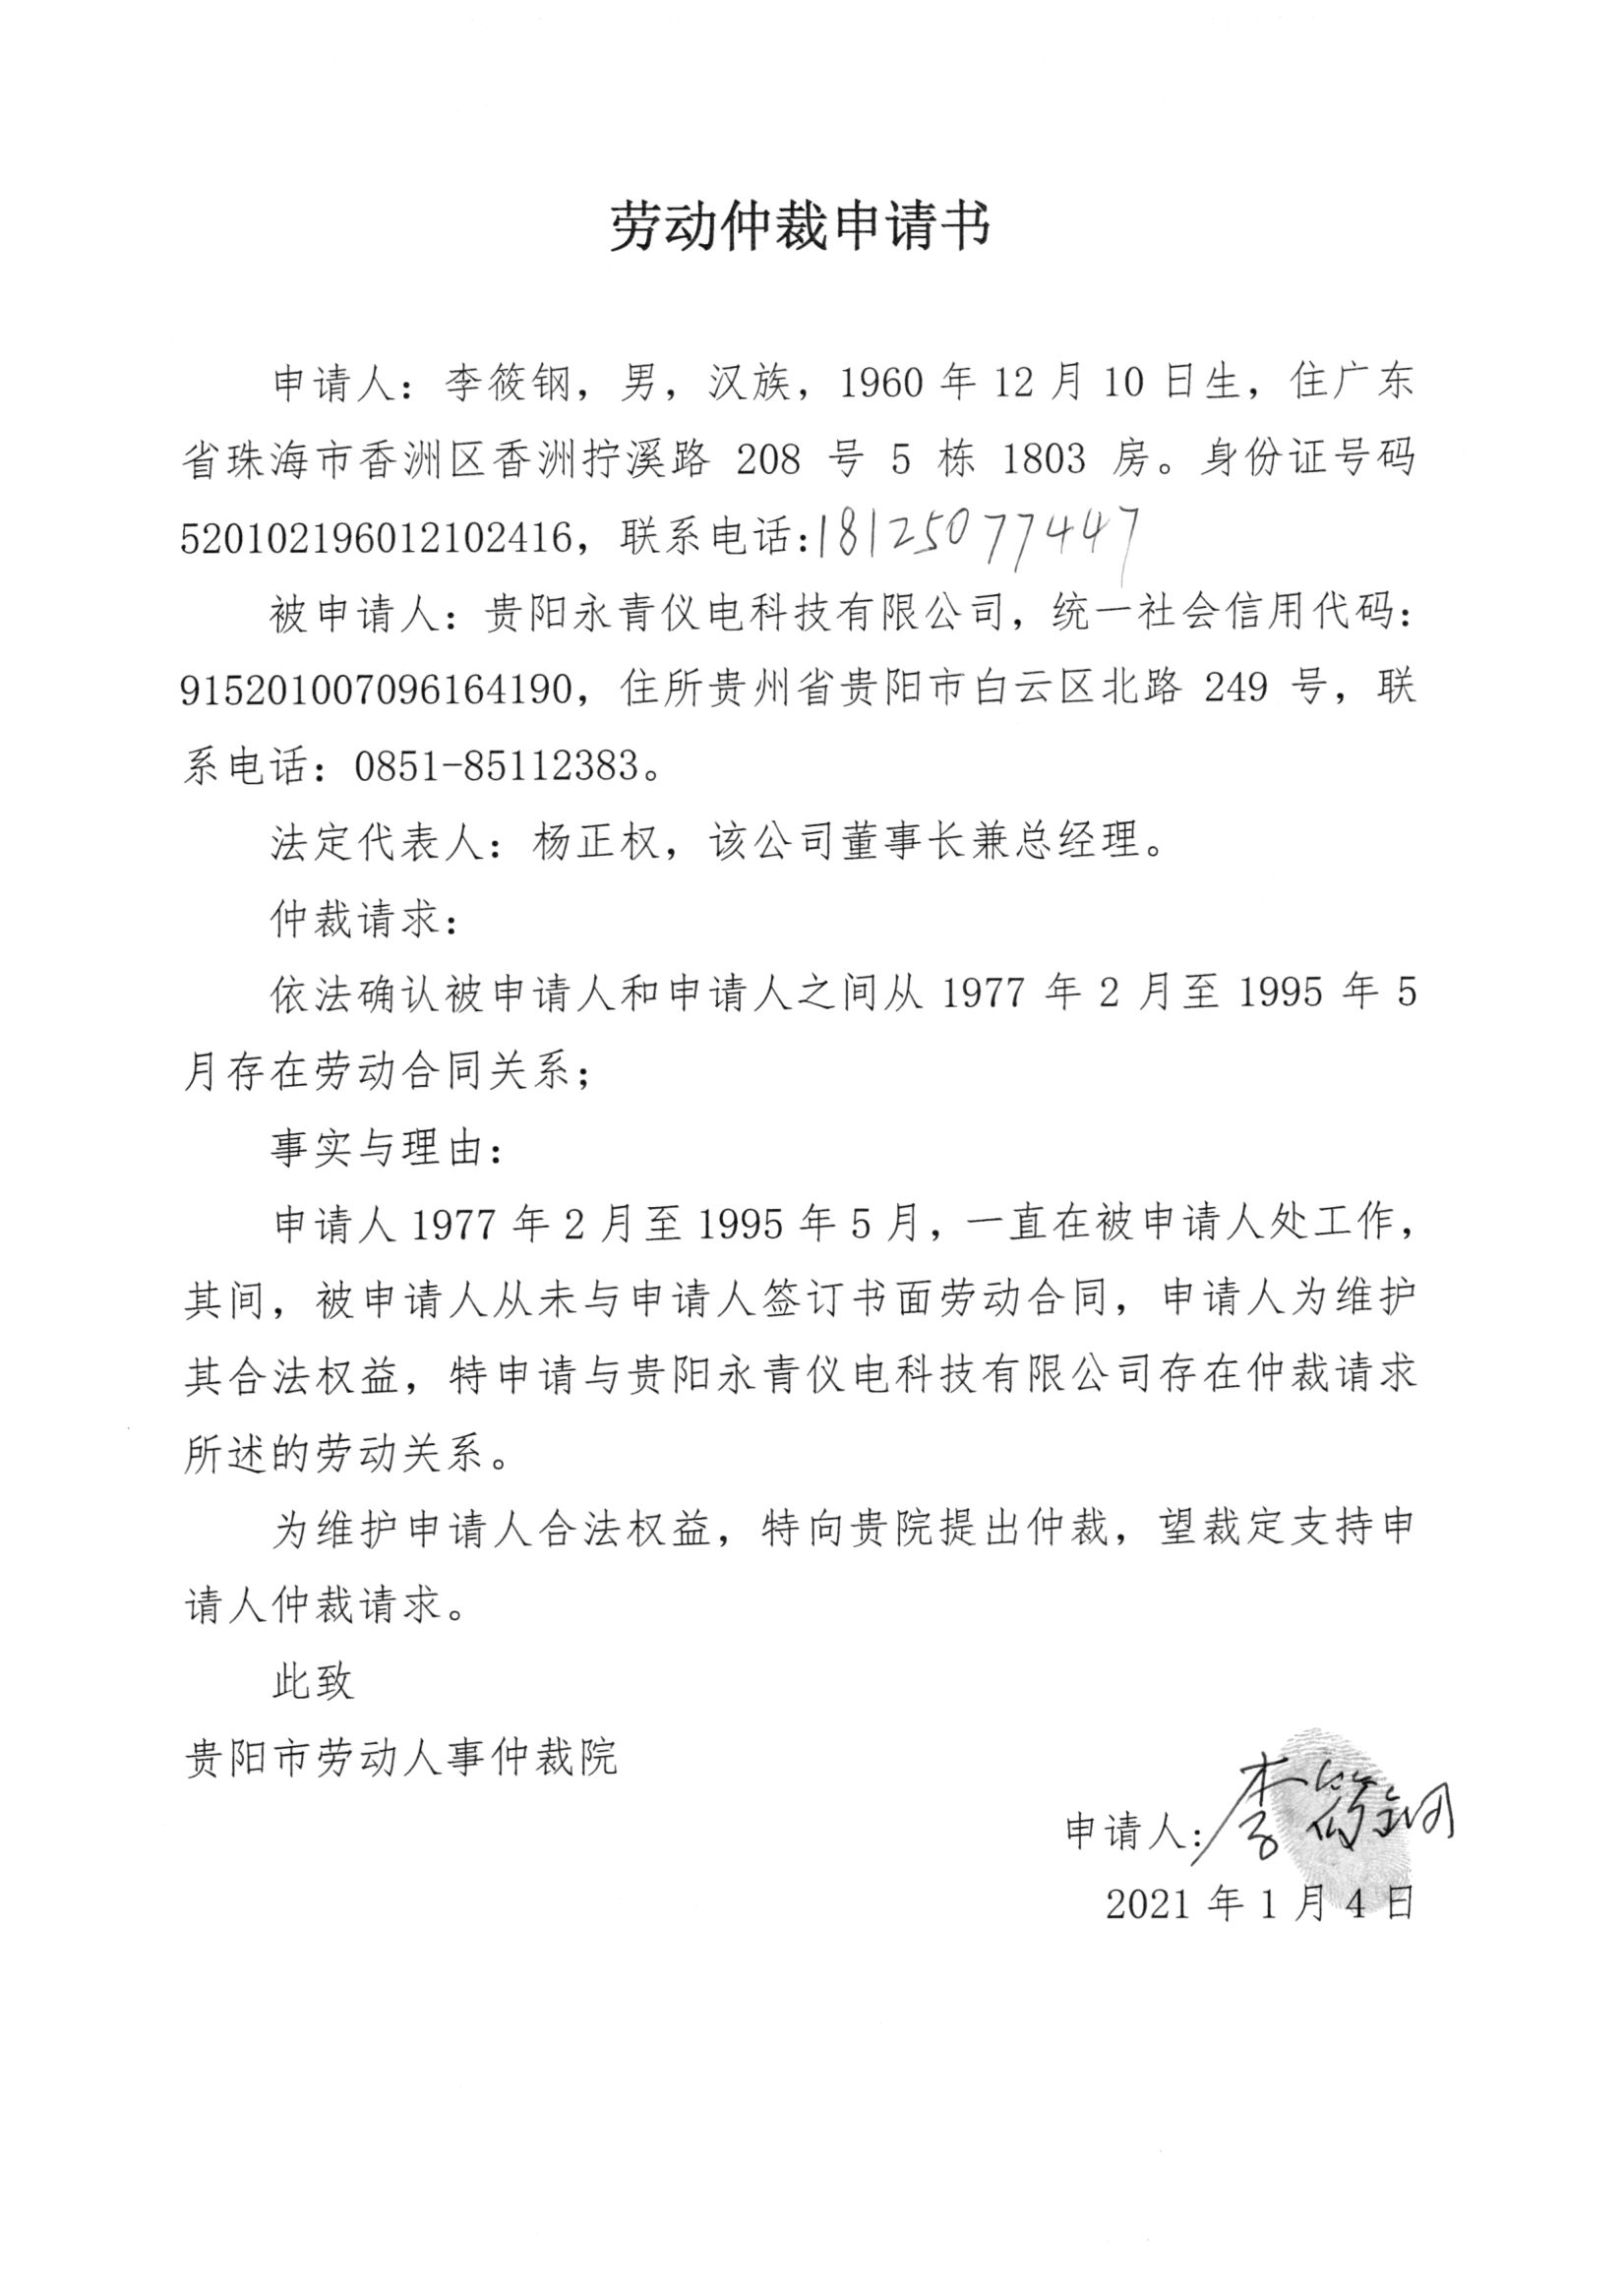 劳动仲裁申请书
申请人：李筱钢，男，汉族，1960 年 12 月 10 日生，住广东
省珠海市香洲区香洲拧溪路 208 号 5 栋 1803 房。身份证号码
520102196012102416，联系电话:18125077447
被申请人：贵阳永青仪电科技有限公司，统一社会信用代码：
915201007096164190，住所贵州省贵阳市白云区北路 249 号，联
系电话：0851-85112383。
法定代表人：杨正权，该公司董事长兼总经理。
仲裁请求：
依法确认被申请人和申请人之间从 1977 年 2 月至 1995 年 5
月存在劳动合同关系；
事实与理由：
申请人 1977 年 2 月至 1995 年 5 月，一直在被申请人处工作，
其间，被申请人从未与申请人签订书面劳动合同，申请人为维护
其合法权益，特申请与贵阳永青仪电科技有限公司存在仲裁请求
所述的劳动关系。
为维护申请人合法权益，特向贵院提出仲裁，望裁定支持申
请人仲裁请求。
此致
贵阳市劳动人事仲裁院
申请人：李筱钢
2021 年 1 月 4 日